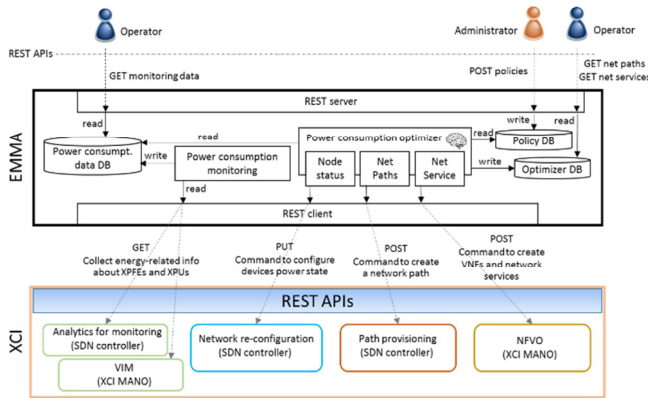 Operator
Administrator
Operator
REST APIs
GET monitoring data
POST policies
GET net paths
GET net services
EMMA
REST server
read
write
read
Power consumpt.
data DB
read
write
Power consumption
monitoring
read
Power consumption optimizer
Node
status
Net
Paths
Net
Service
read
write
Policy DB
Optimizer DB
REST client
GET
Collect energy-related info
about XPFEs and XPUs
PUT
Command to configure
devices power state
POST
Command to create
a network path
POST
Command to create
VNFs and network
services
XCI
REST APIs
Analytics for monitoring
(SDN controller)
VIM
(XCI MANO)
Network re-configuration
(SDN controller)
Path provisioning
(SDN controller)
NFVO
(XCI MANO)